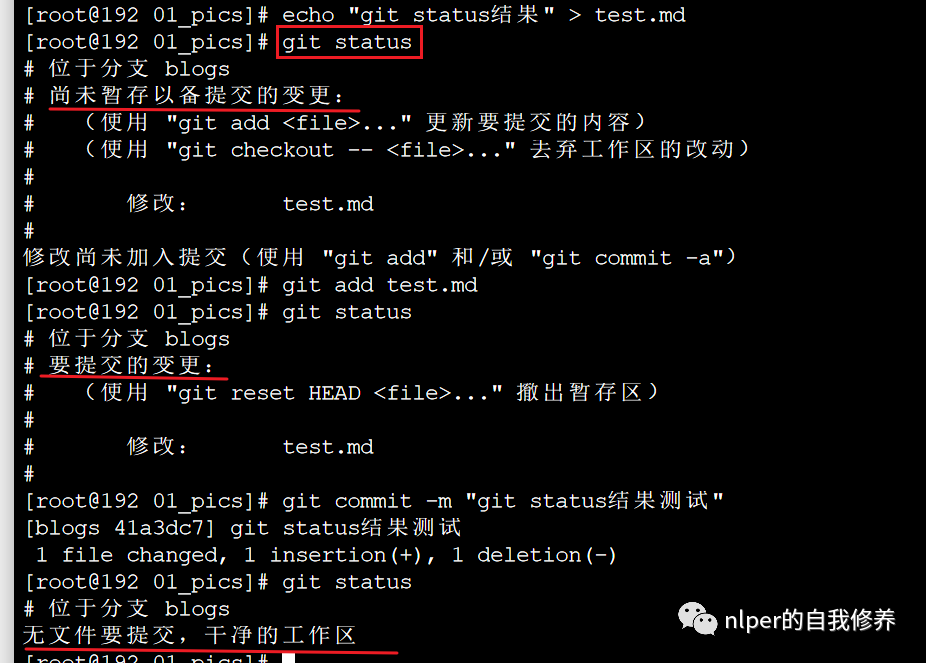 [root@192 01_pics]# echo "git status结果" > test.md
[root@192 01_pics]# git status
# 位于分支 blogs
# 尚未暂存以备提交的变更：
#   （使用 "git add <file>..." 更新要提交的内容）
#   （使用 "git checkout -- <file>..." 丢弃工作区的改动）
#
#       修改：      test.md
#
修改尚未加入提交（使用 "git add" 和/或 "git commit -a"）
[root@192 01_pics]# git add test.md
[root@192 01_pics]# git status
# 位于分支 blogs
# 要提交的变更：
#   （使用 "git reset HEAD <file>..." 撤出暂存区）
#
#       修改：      test.md
#
[root@192 01_pics]# git commit -m "git status结果测试"
[blogs 41a3dc7] git status结果测试
 1 file changed, 1 insertion(+), 1 deletion(-)
[root@192 01_pics]# git status
# 位于分支 blogs
无文件要提交，干净的工作区
[root@192 01_pics]#
nlper的自我修养